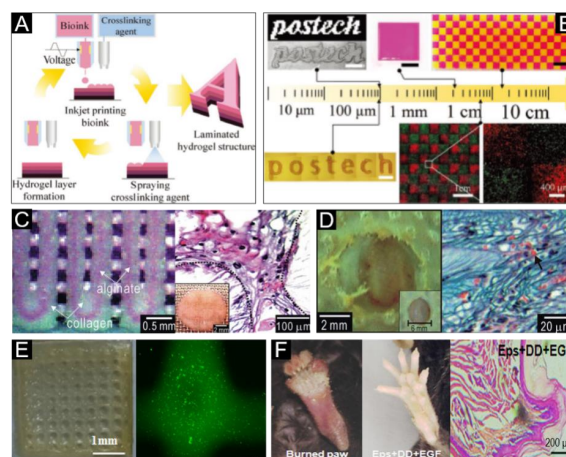 A
Bioink
Crosslinking
agent
Voltage
Inkjet printing
bioink
Laminated
hydrogel structure
Hydrogel layer
formation
Spraying
crosslinking agent
B
postech
postech
10 μm
100 μm
1 mm
1 cm
10 cm
postech
1cm
400 μm
C
alginate
collagen
0.5 mm
100 μm
D
2 mm
20 μm
E
1mm
F
Burned paw
Eps+DD+EGF
Eps+DD+EGF
200 μ